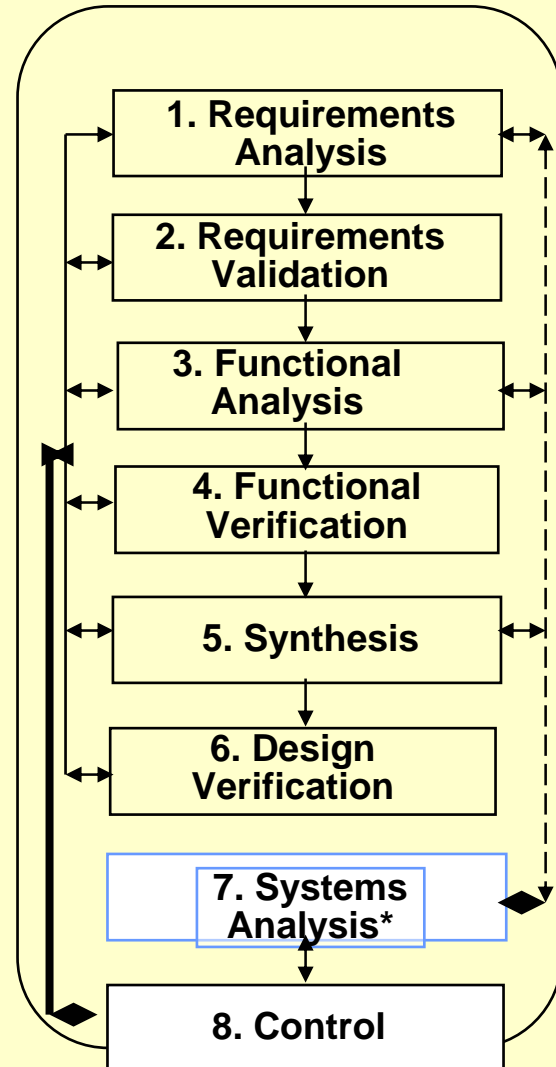 1. Requirements
Analysis
2. Requirements
Validation
3. Functional
Analysis
4. Functional
Verification
5. Synthesis
6. Design
Verification
7. Systems
Analysis*
8. Control